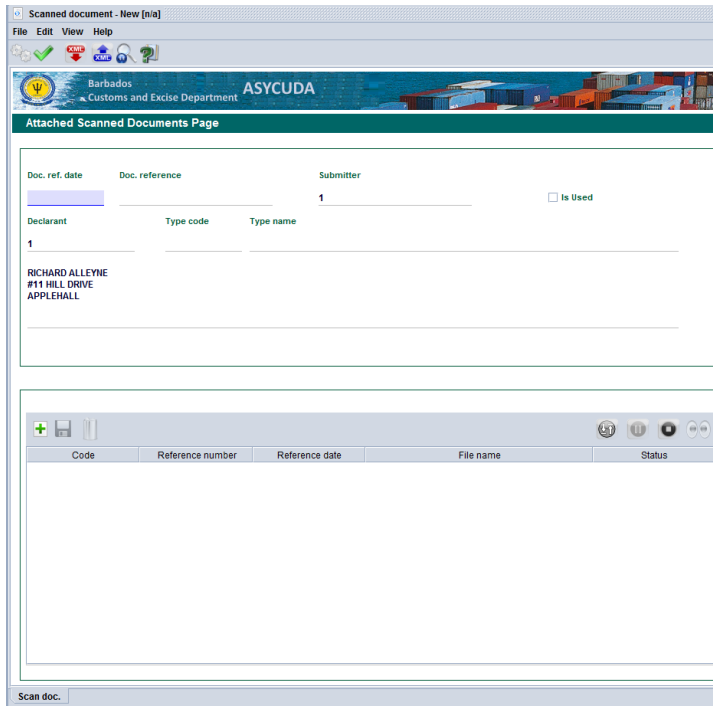 Scanned document - New [n/a]
File Edit View Help
XML XML
Barbados
Customs and Excise Department ASYCUDA
Attached Scanned Documents Page
Doc. ref. date Doc. reference Submitter
1 Is Used
Declarant Type code Type name
1
RICHARD ALLEYNE
#11 HILL DRIVE
APPLEHALL
Code Reference number Reference date File name Status
Scan doc.